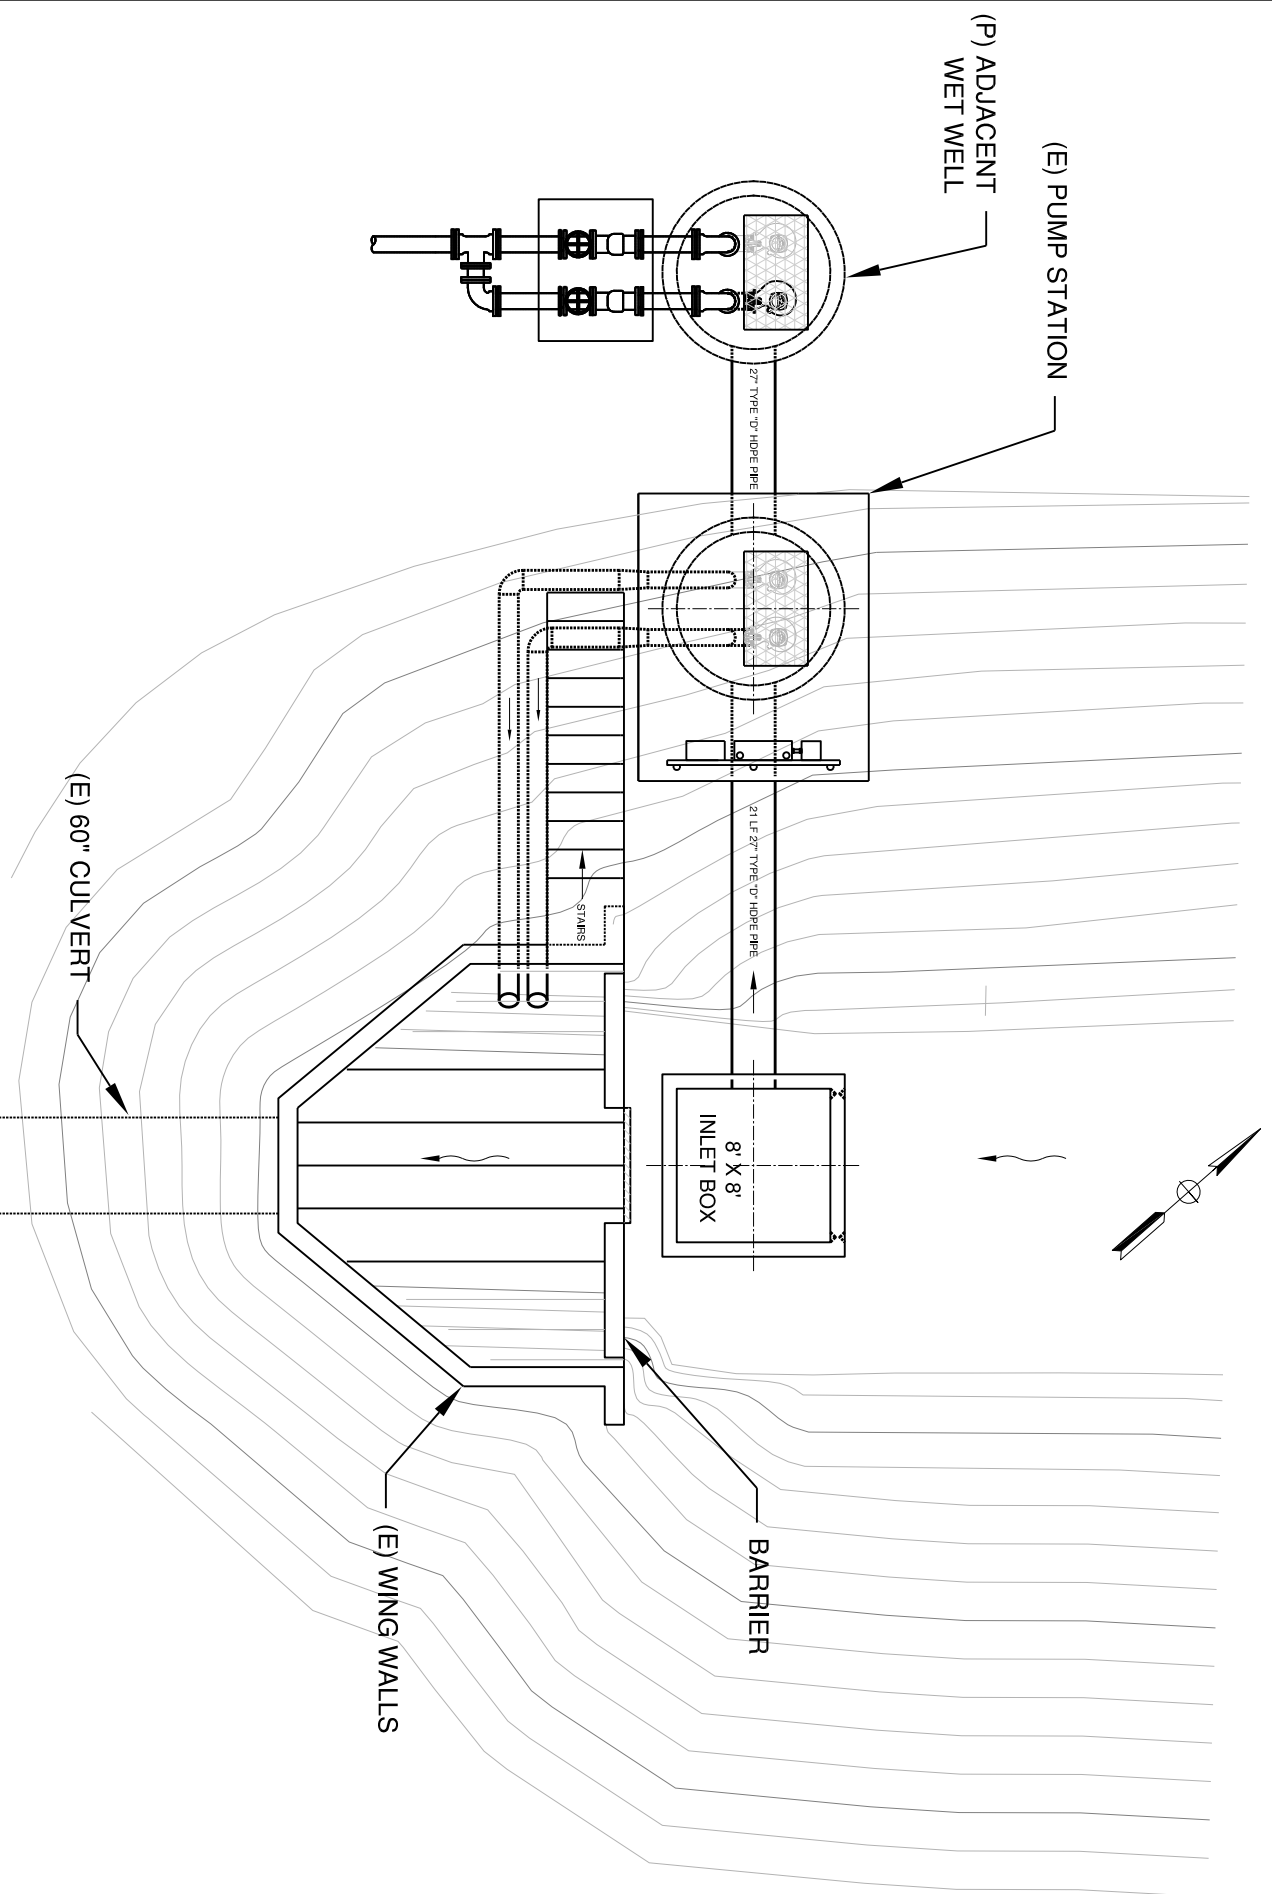 (P) ADJACENT
WET WELL
(E) PUMP STATION
27" TYPE "D" HDPE PIPE
(E) 60" CULVERT
21 LF 27" TYPE "D" HDPE PIPE
STAIRS
8' X 8'
INLET BOX
BARRIER
(E) WING WALLS